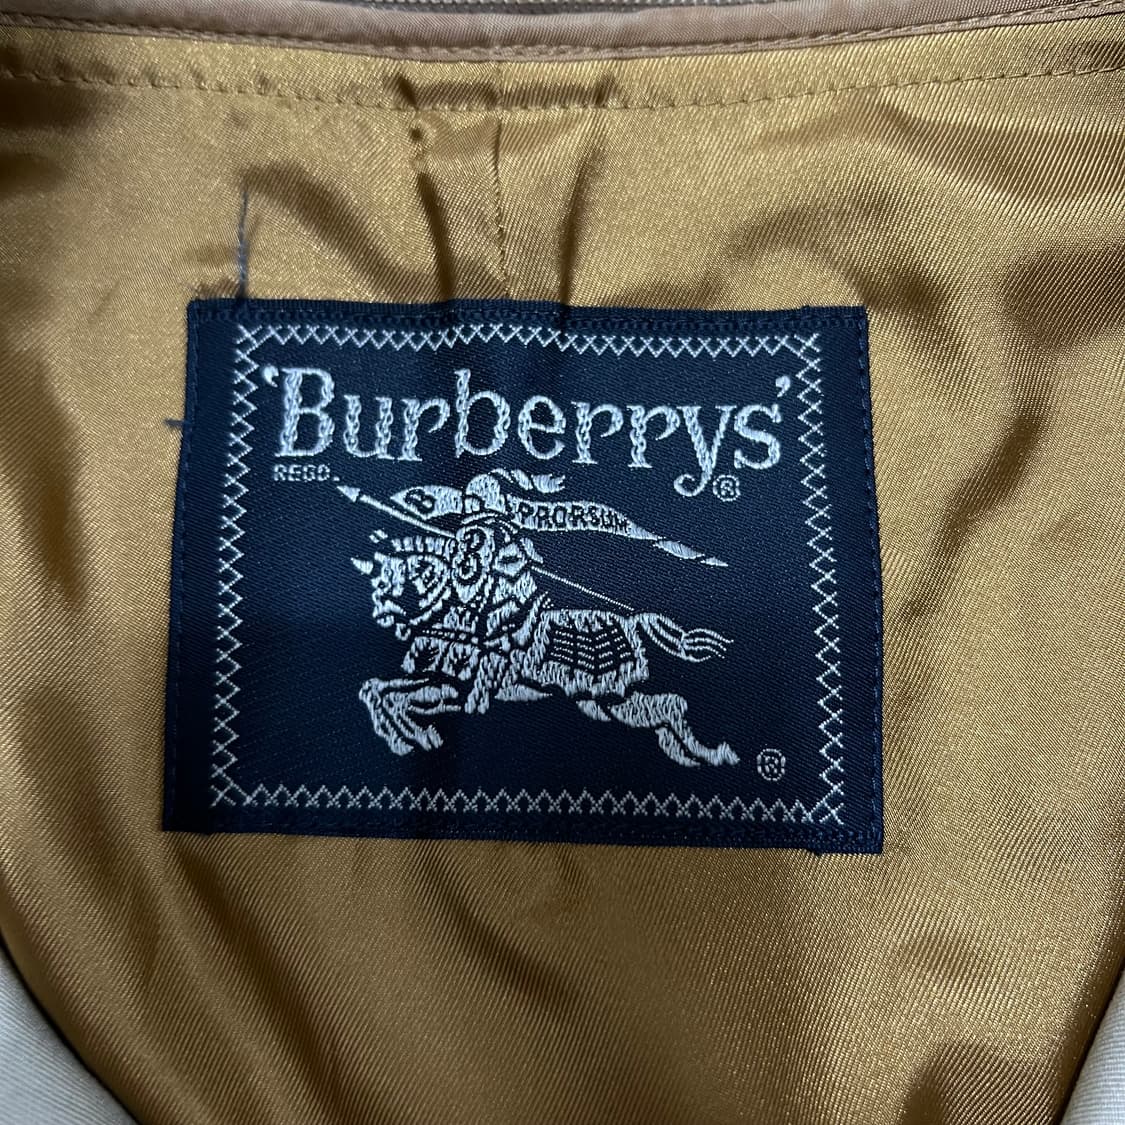 'Burberrys'
REGD. ®
B PRORSUM
B
®